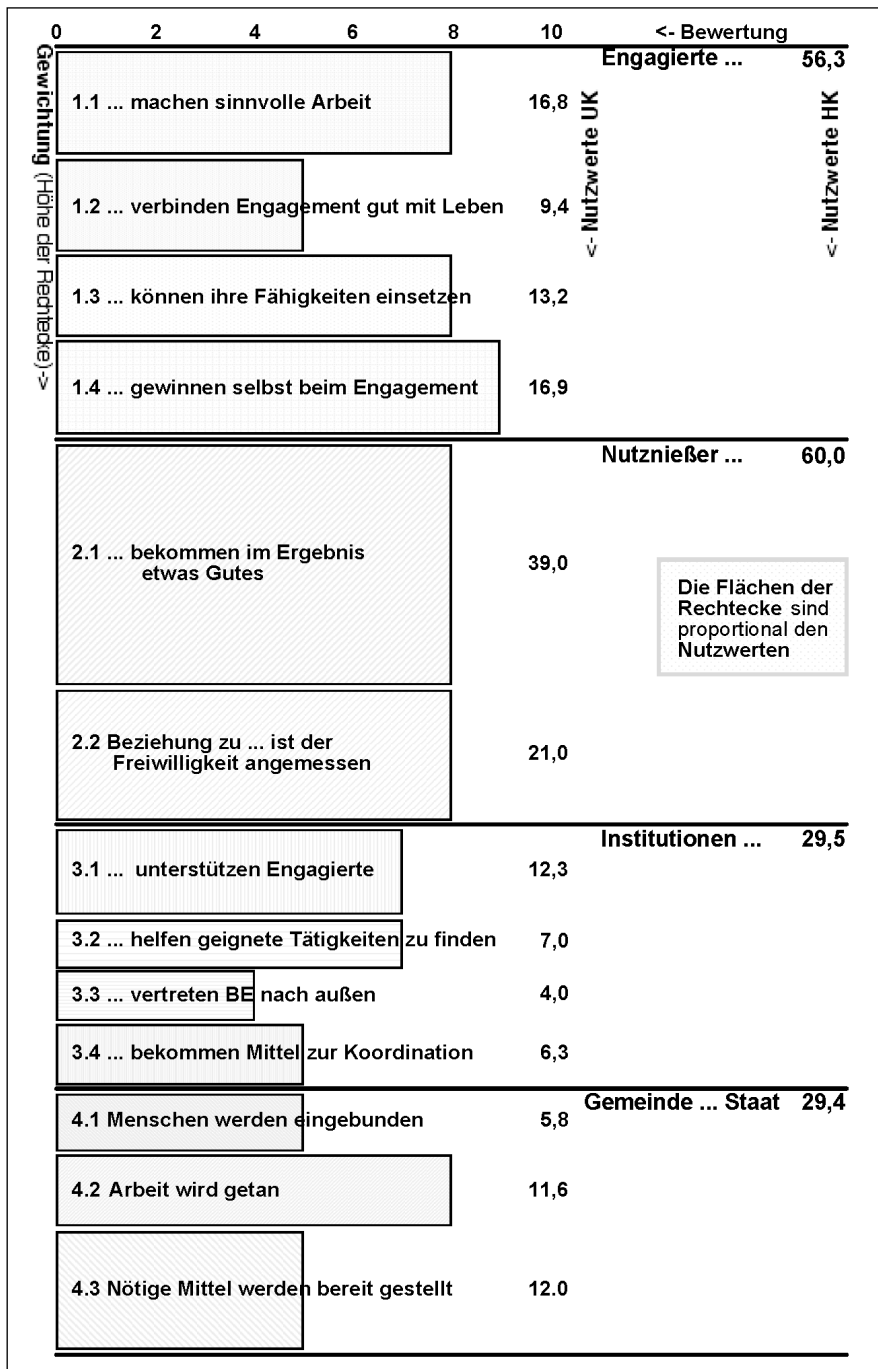 0 2 4 6 8 10 <- Bewertung
Gewichtung (Höhe der Rechtecke)->
Engagierte ... 56,3
<- Nutzwerte UK
<- Nutzwerte HK
1.1 ... machen sinnvolle Arbeit 16,8
1.2 ... verbinden Engagement gut mit Leben 9,4
1.3 ... können ihre Fähigkeiten einsetzen 13,2
1.4 ... gewinnen selbst beim Engagement 16,9
Nutznießer ... 60,0
2.1 ... bekommen im Ergebnis
etwas Gutes 39,0
Die Flächen der
Rechtecke sind
proportional den
Nutzwerten
2.2 Beziehung zu ... ist der
Freiwilligkeit angemessen 21,0
Institutionen ... 29,5
3.1 ... unterstützen Engagierte 12,3
3.2 ... helfen geignete Tätigkeiten zu finden 7,0
3.3 ... vertreten BE nach außen 4,0
3.4 ... bekommen Mittel zur Koordination 6,3
Gemeinde ... Staat 29,4
4.1 Menschen werden eingebunden 5,8
4.2 Arbeit wird getan 11,6
4.3 Nötige Mittel werden bereit gestellt 12.0